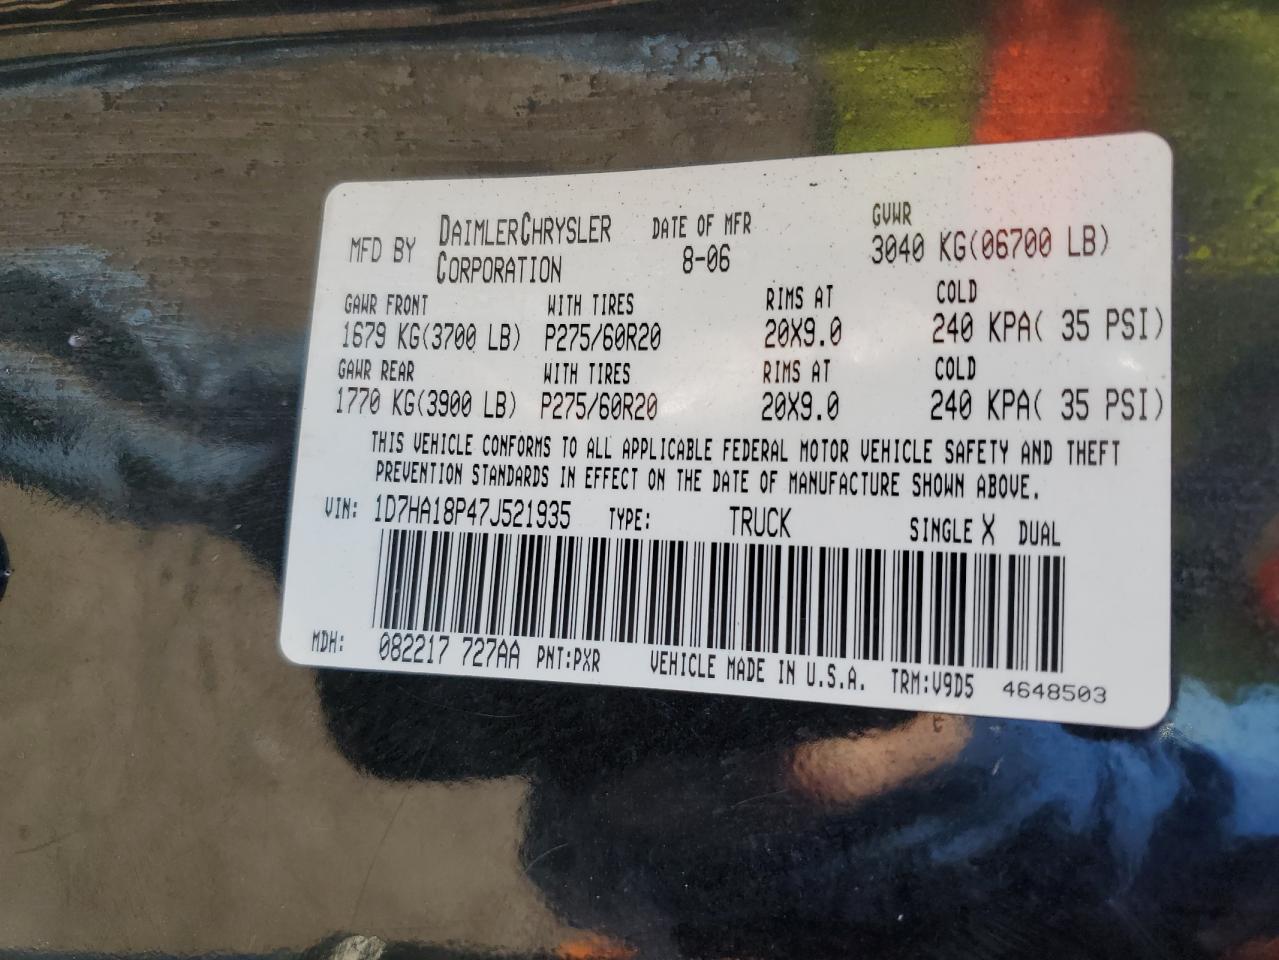 MFD BY DAIMLERCHRYSLER CORPORATION DATE OF MFR 8-06 GVWR 3040 KG(06700 LB)
GAWR FRONT WITH TIRES RIMS AT COLD
1679 KG(3700 LB) P275/60R20 20X9.0 240 KPA( 35 PSI)
GAWR REAR WITH TIRES RIMS AT COLD
1770 KG(3900 LB) P275/60R20 20X9.0 240 KPA( 35 PSI)
THIS VEHICLE CONFORMS TO ALL APPLICABLE FEDERAL MOTOR VEHICLE SAFETY AND THEFT
PREVENTION STANDARDS IN EFFECT ON THE DATE OF MANUFACTURE SHOWN ABOVE.
VIN: 1D7HA18P47J521935 TYPE: TRUCK SINGLE X DUAL
MDH: 082217 727AA PNT:PXR VEHICLE MADE IN U.S.A. TRM:V9D5 4648503